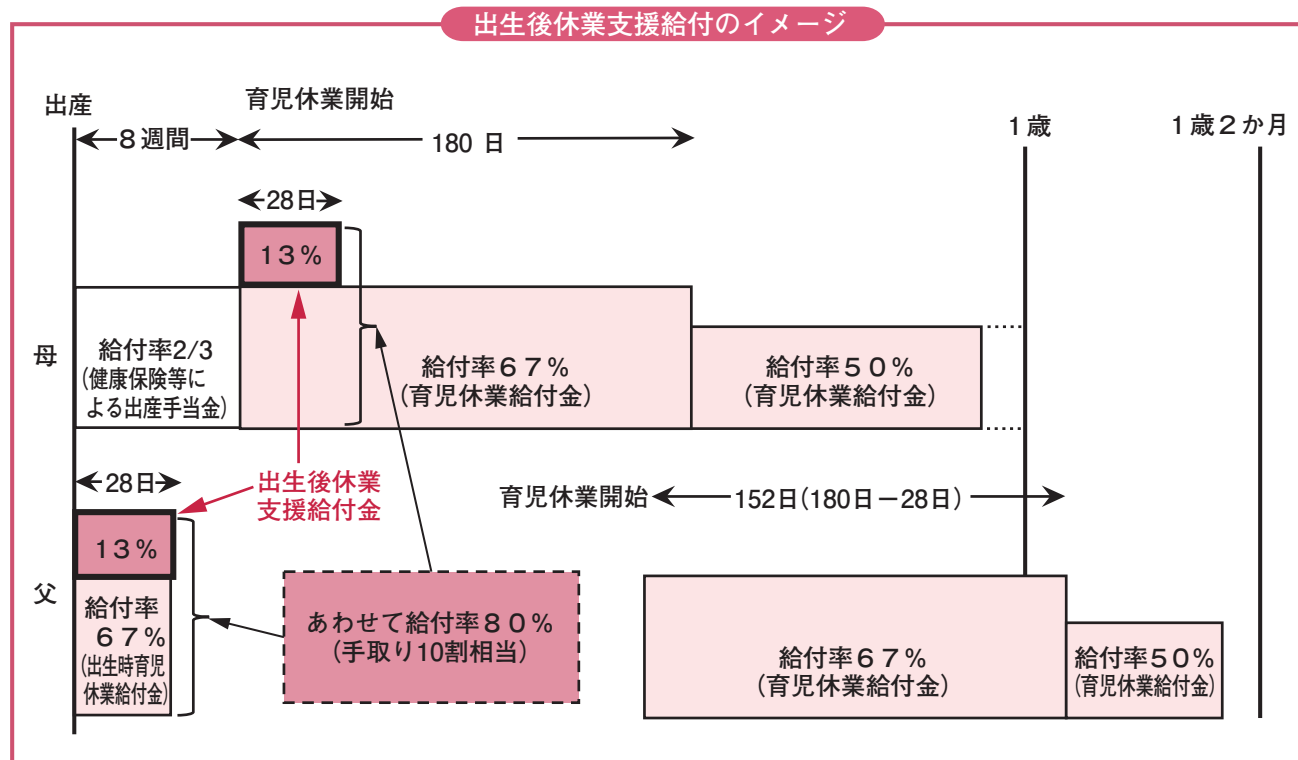 出生後休業支援給付のイメージ
出産
育児休業開始
8週間
180 日
1歳
1歳2か月
28日
13%
母
給付率2/3
(健康保険等に
よる出産手当金)
給付率67%
(育児休業給付金)
給付率50%
(育児休業給付金)
28日
出生後休業
支援給付金
育児休業開始
152日(180日-28日)
13%
父
給付率
67%
(出生時育児
休業給付金)
あわせて給付率80%
(手取り10割相当)
給付率67%
(育児休業給付金)
給付率50%
(育児休業給付金)